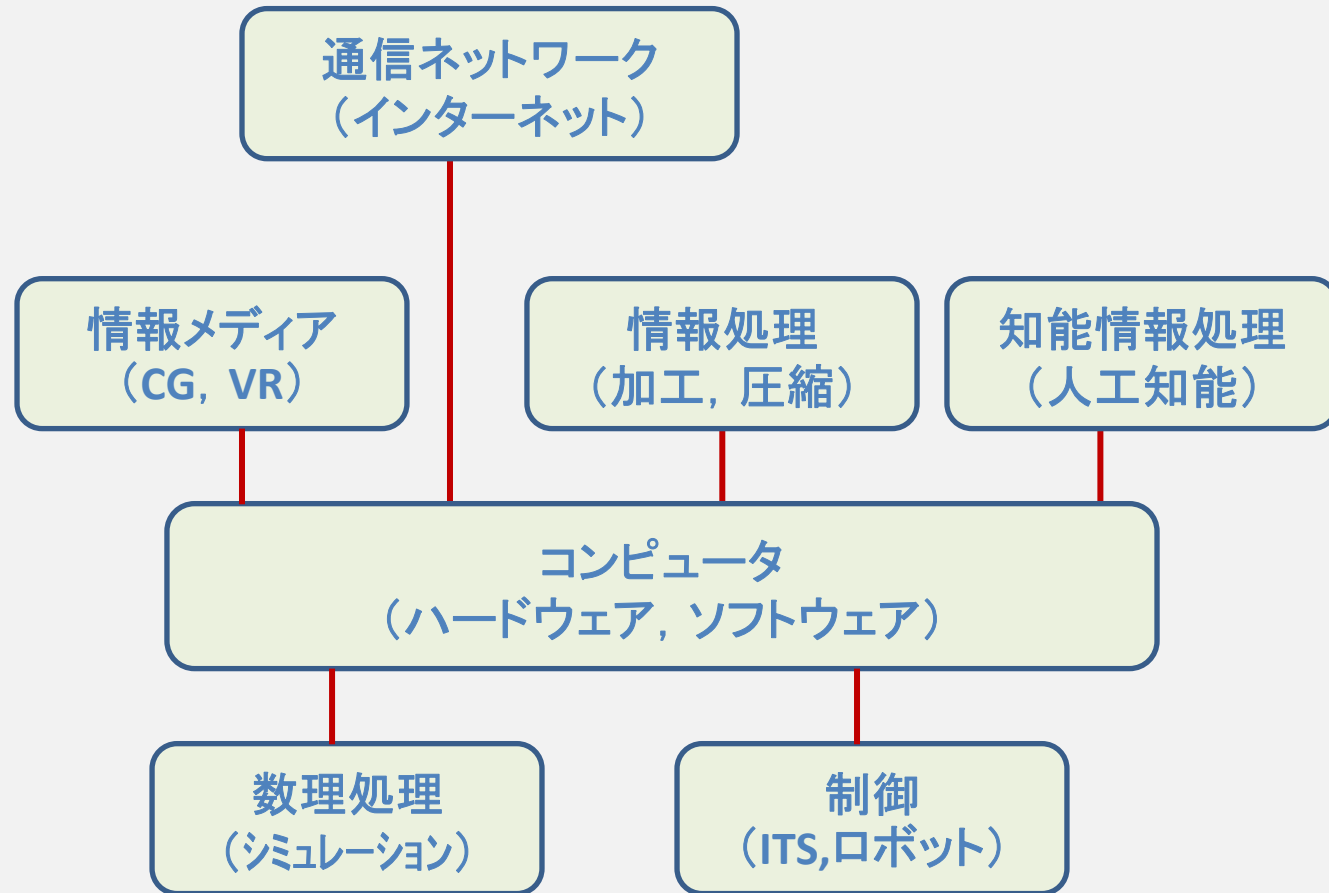 通信ネットワーク
（インターネット）
情報メディア
（CG，VR）
情報処理
（加工，圧縮）
知能情報処理
（人工知能）
コンピュータ
（ハードウェア，ソフトウェア）
数理処理
（シミュレーション）
制御
（ITS,ロボット）